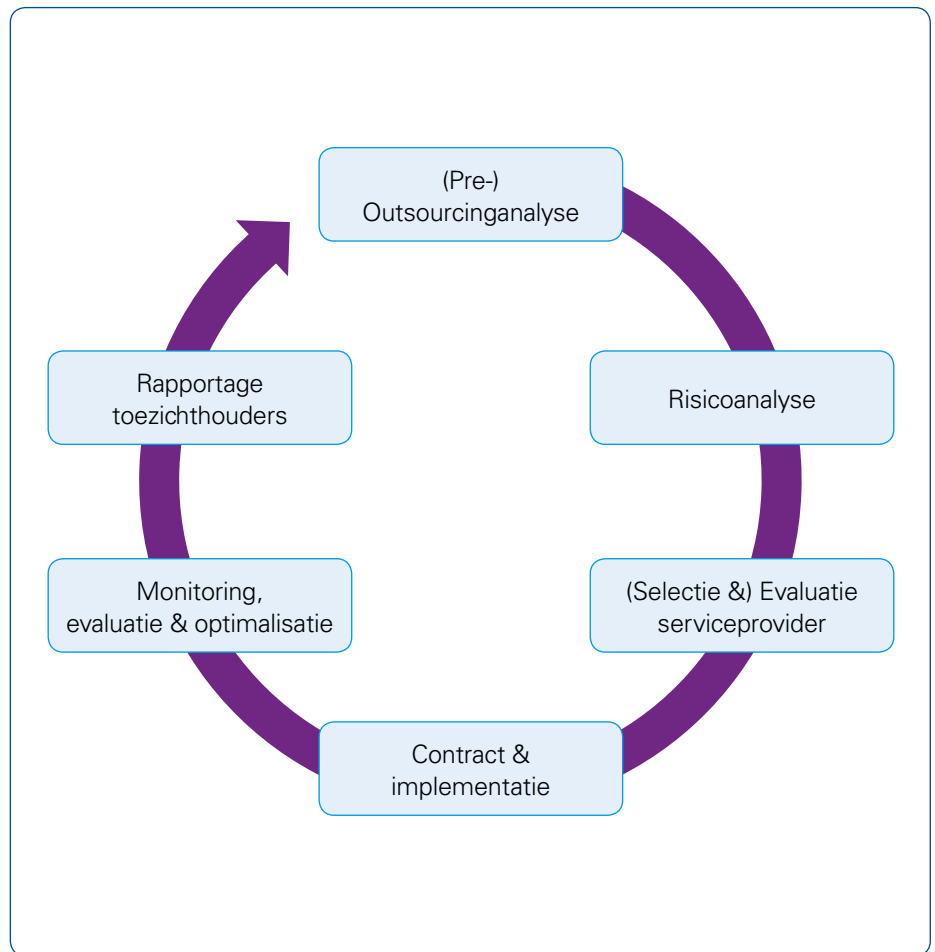 (Pre-)
Outsourcinganalyse
Risicoanalyse
(Selectie &) Evaluatie
serviceprovider
Contract &
implementatie
Monitoring,
evaluatie & optimalisatie
Rapportage
toezichthouders